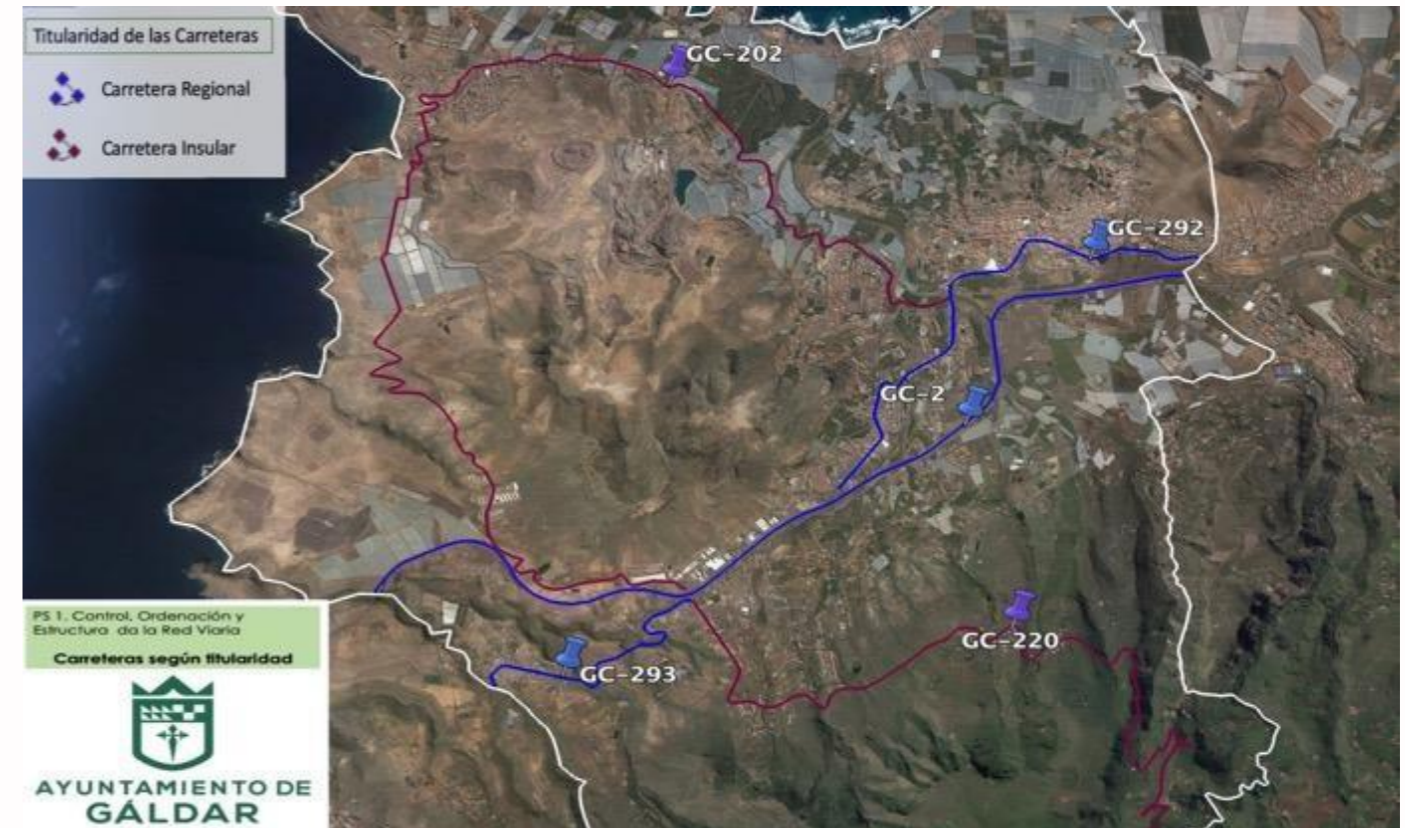 Titularidad de las Carreteras
Carretera Regional
Carretera Insular
GC-202
GC-292
GC-2
GC-220
GC-293
PS 1. Control, Ordenación y
Estructura da la Red Viaria
Carreteras según titularidad
AYUNTAMIENTO DE
GÁLDAR